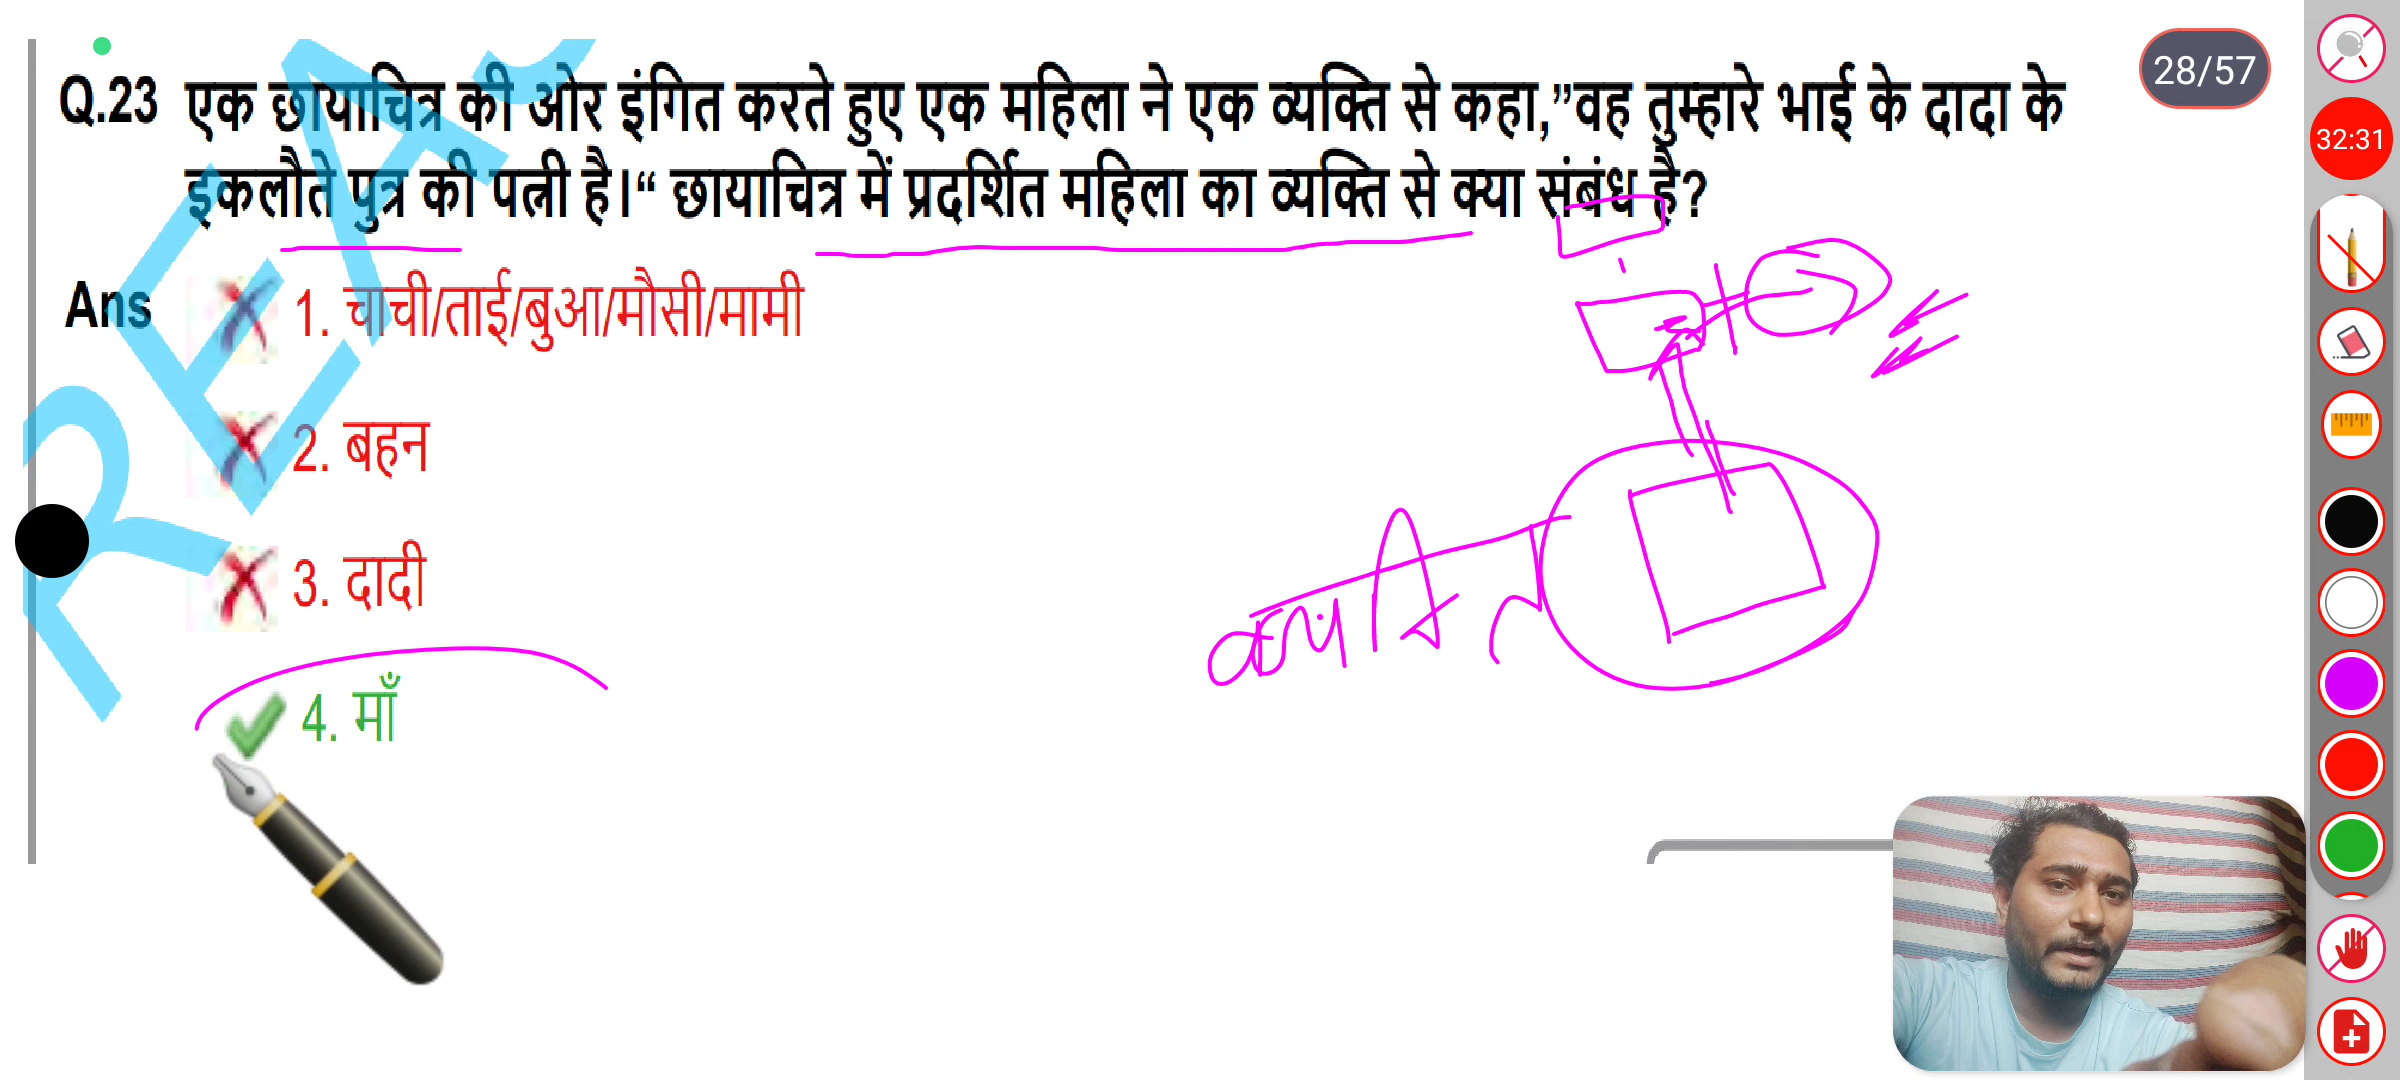 28/57
Q.23 एक छायाचित्र की ओर इंगित करते हुए एक महिला ने एक व्यक्ति से कहा,”वह तुम्हारे भाई के दादा के
इकलौते पुत्र की पत्नी है।“ छायाचित्र में प्रदर्शित महिला का व्यक्ति से क्या संबंध है?
32:31
Ans
1. चाची/ताई/बुआ/मौसी/मामी
2. बहन
3. दादी
4. माँ
REAS